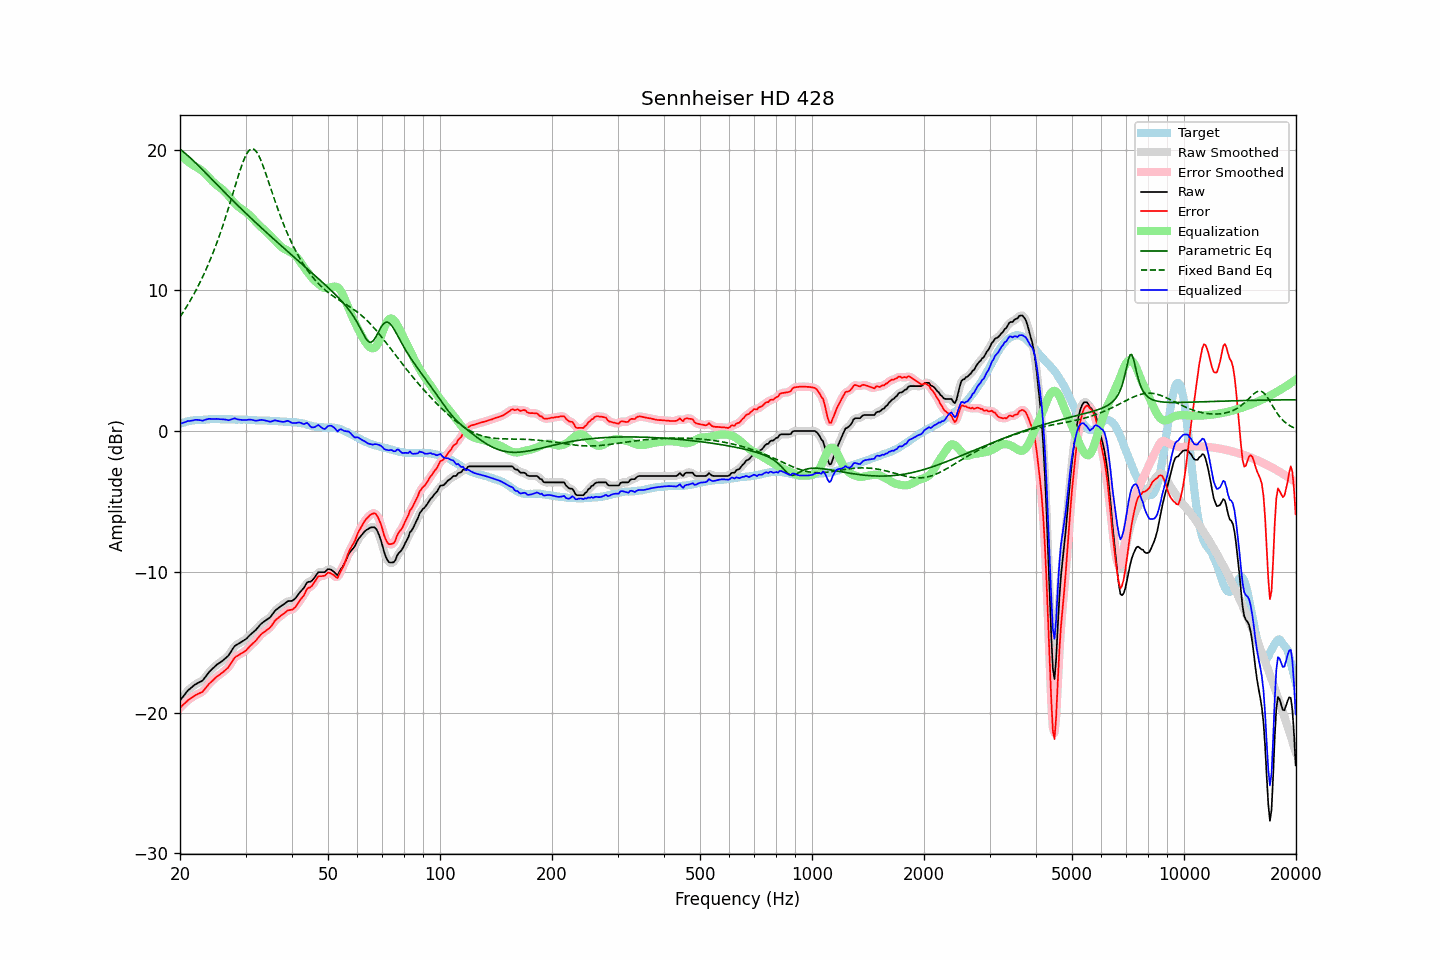 Sennheiser HD 428
Target
Raw Smoothed
Error Smoothed
Raw
Error
Equalization
Parametric Eq
Fixed Band Eq
Equalized
Amplitude (dBr)
20
10
0
−10
−20
−30
20 50 100 200 500 1000 2000 5000 10000 20000
Frequency (Hz)